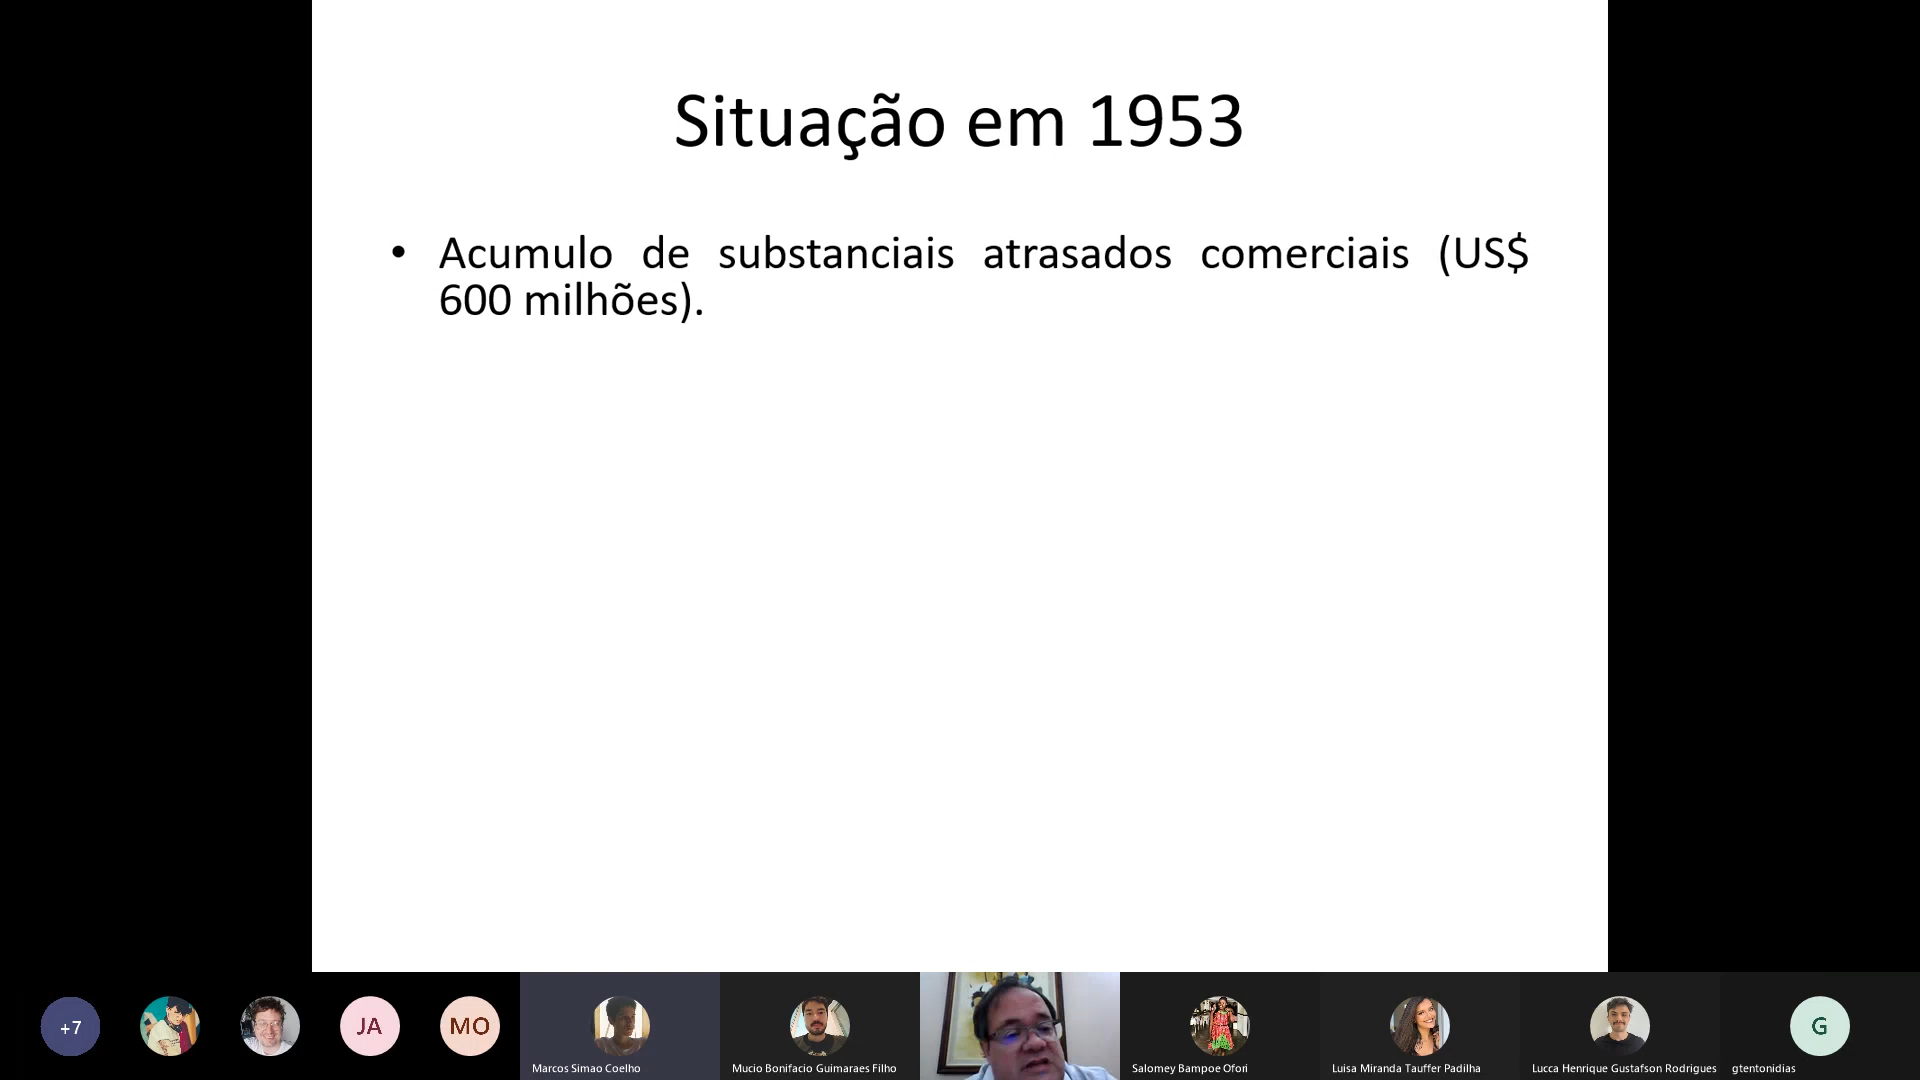 Situação em 1953
• Acumulo de substanciais atrasados comerciais (US$
600 milhões).
+7
JA
MO
Marcos Simao Coelho
Mucio Bonifacio Guimaraes Filho
Salomey Bampoe Ofori
Luisa Miranda Tauffer Padilha
Lucca Henrique Gustafson Rodrigues
G
gtentonidias